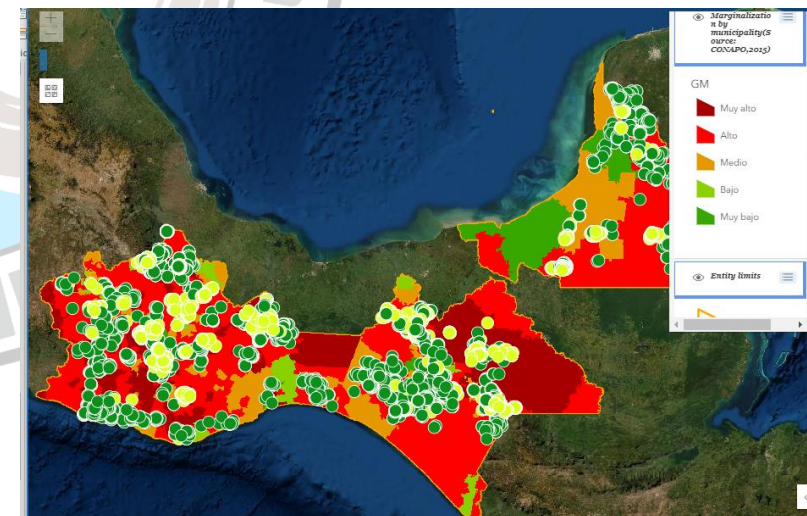 Marginalizatio
n by
municipality(S
ource:
CONAPO,2015)
GM
Muy alto
Alto
Medio
Bajo
Muy bajo
Entity limits